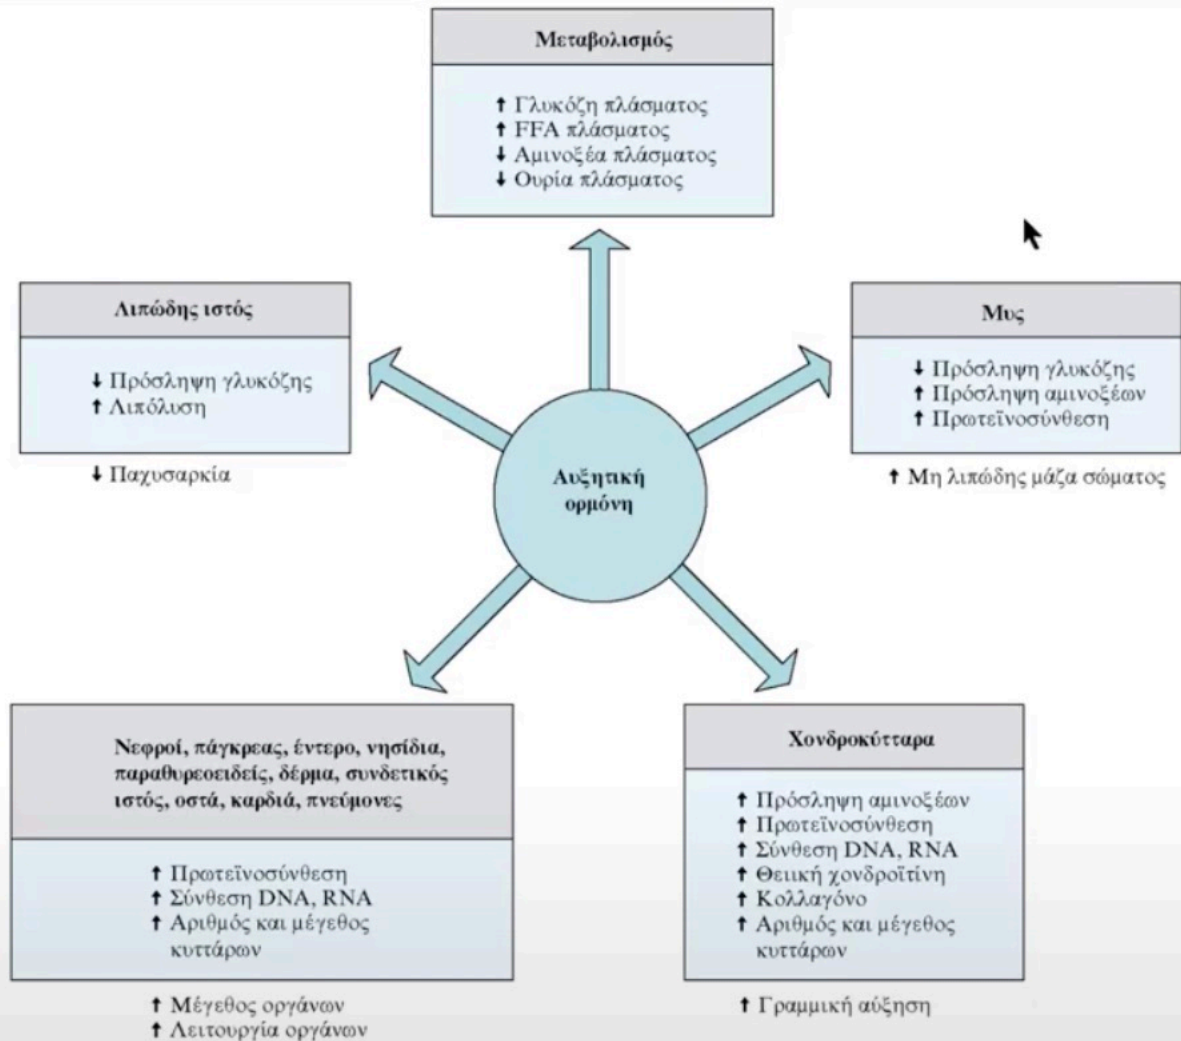 Μεταβολισμός
↑ Γλυκόζη πλάσματος
↑ FFA πλάσματος
↓ Αμινοξέα πλάσματος
↓ Ουρία πλάσματος
Λιπώδης ιστός
↓ Πρόσληψη γλυκόζης
↑ Λιπόλυση
↓ Παχυσαρκία
Μυς
↓ Πρόσληψη γλυκόζης
↑ Πρόσληψη αμινοξέων
↑ Πρωτεϊνοσύνθεση
↑ Μη λιπώδης μάζα σώματος
Αυξητική
ορμόνη
Νεφροί, πάγκρεας, έντερο, νησίδια,
παραθυρεοειδείς, δέρμα, συνδετικός
ιστός, οστά, καρδιά, πνεύμονες
↑ Πρωτεϊνοσύνθεση
↑ Σύνθεση DNA, RNA
↑ Αριθμός και μέγεθος
κυττάρων
↑ Μέγεθος οργάνων
↑ Λειτουργία οργάνων
Χονδροκύτταρα
↑ Πρόσληψη αμινοξέων
↑ Πρωτεϊνοσύνθεση
↑ Σύνθεση DNA, RNA
↑ Θειική χονδροϊτίνη
↑ Κολλαγόνο
↑ Αριθμός και μέγεθος
κυττάρων
↑ Γραμμική αύξηση